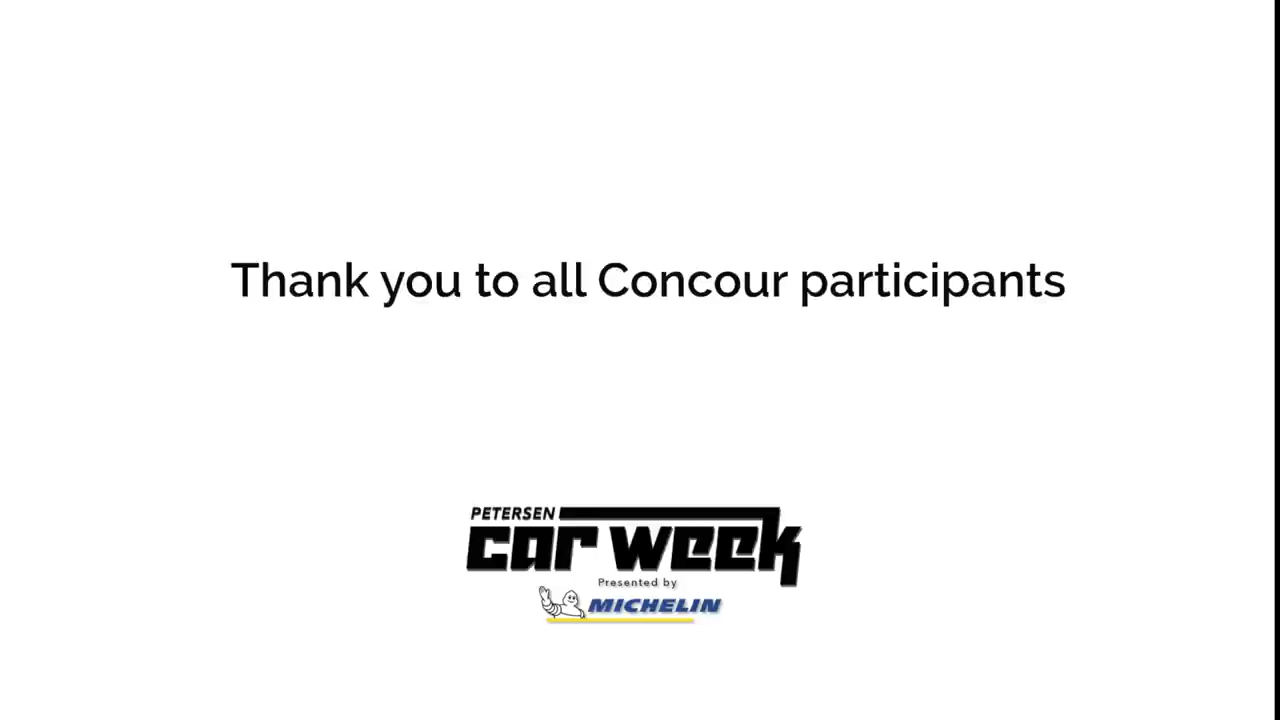 Thank you to all Concour participants
PETERSEN
car week
Presented by
MICHELIN